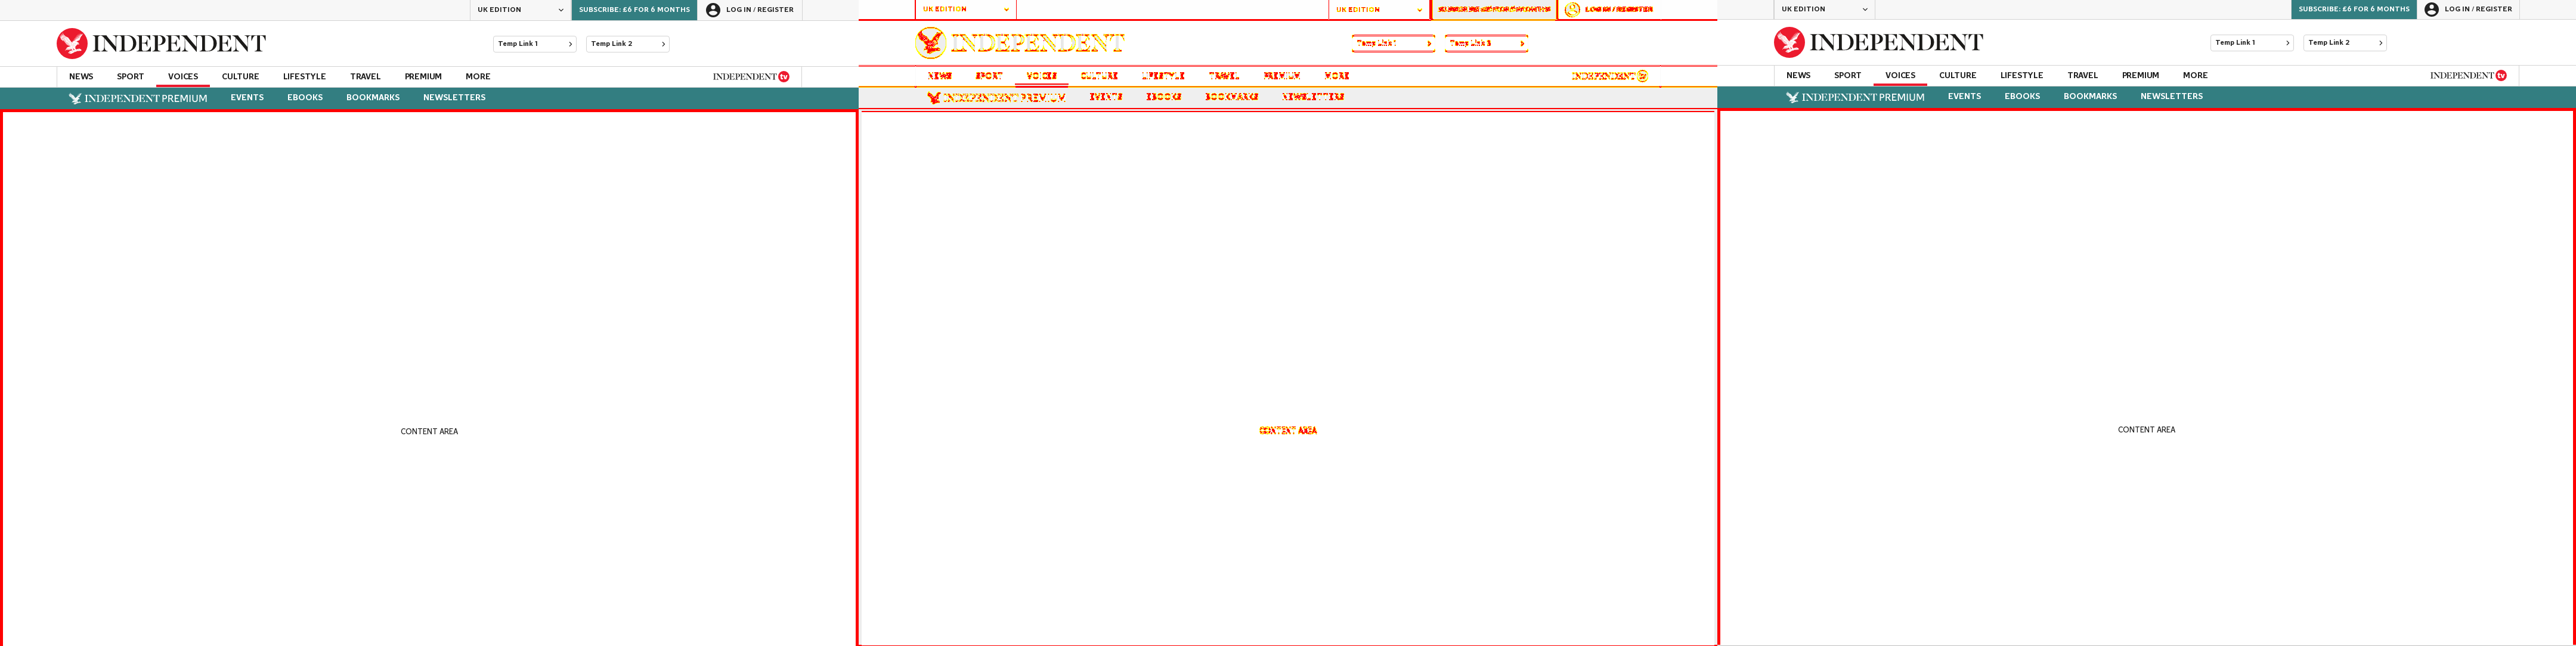 UK EDITION SUBSCRIBE: £6 FOR 6 MONTHS LOG IN / REGISTER
INDEPENDENT Temp Link 1 Temp Link 2
NEWS SPORT VOICES CULTURE LIFESTYLE TRAVEL PREMIUM MORE INDEPENDENT tv
INDEPENDENT PREMIUM EVENTS EBOOKS BOOKMARKS NEWSLETTERS
CONTENT AREA
UK EDITION UK EDITION LOG IN / REGISTER
INDEPENDENT Temp Link 1 Temp Link
NEWS SPORT VOICES CULTURE LIFESTYLE TRAVEL PREMIUM MORE INDEPENDENT
INDEPENDENT PREMIUM EVENTS EBOOKS BOOKMARKS NEWSLETTERS
CONTENT AREA
UK EDITION SUBSCRIBE: £6 FOR 6 MONTHS LOG IN / REGISTER
INDEPENDENT Temp Link 1 Temp Link 2
NEWS SPORT VOICES CULTURE LIFESTYLE TRAVEL PREMIUM MORE INDEPENDENT tv
INDEPENDENT PREMIUM EVENTS EBOOKS BOOKMARKS NEWSLETTERS
CONTENT AREA